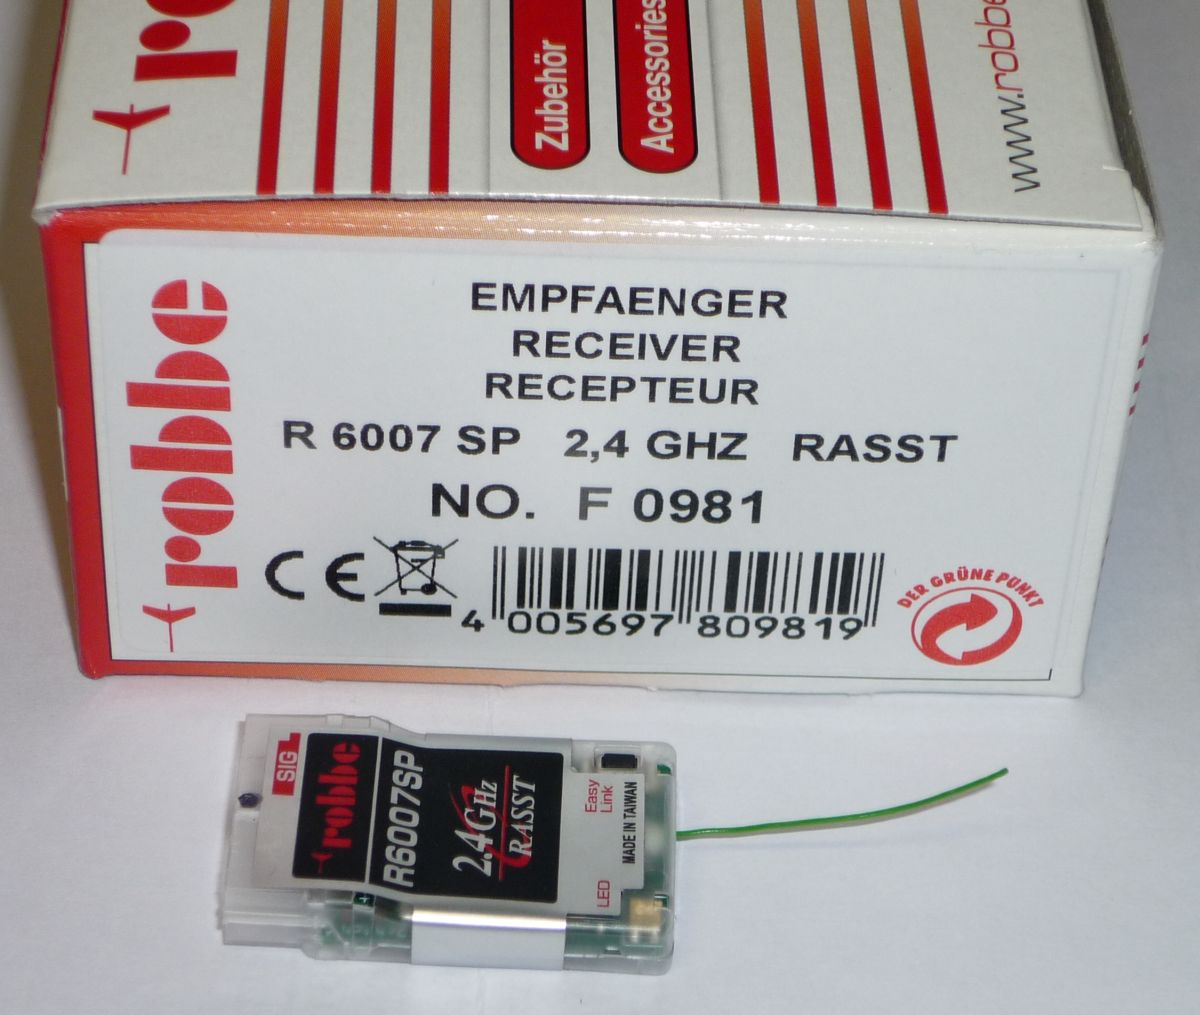 Zubehör
Accessories
www.robbe
robbe
EMPFAENGER
RECEIVER
RECEPTEUR
R 6007 SP 2,4 GHZ RASST
NO. F 0981
CE
4 005697 809819
DER GRÜNE PUNKT
SIG
robbe
R6007SP
2.4GHz
RASST
Easy
Link
MADE IN TAIWAN
LED